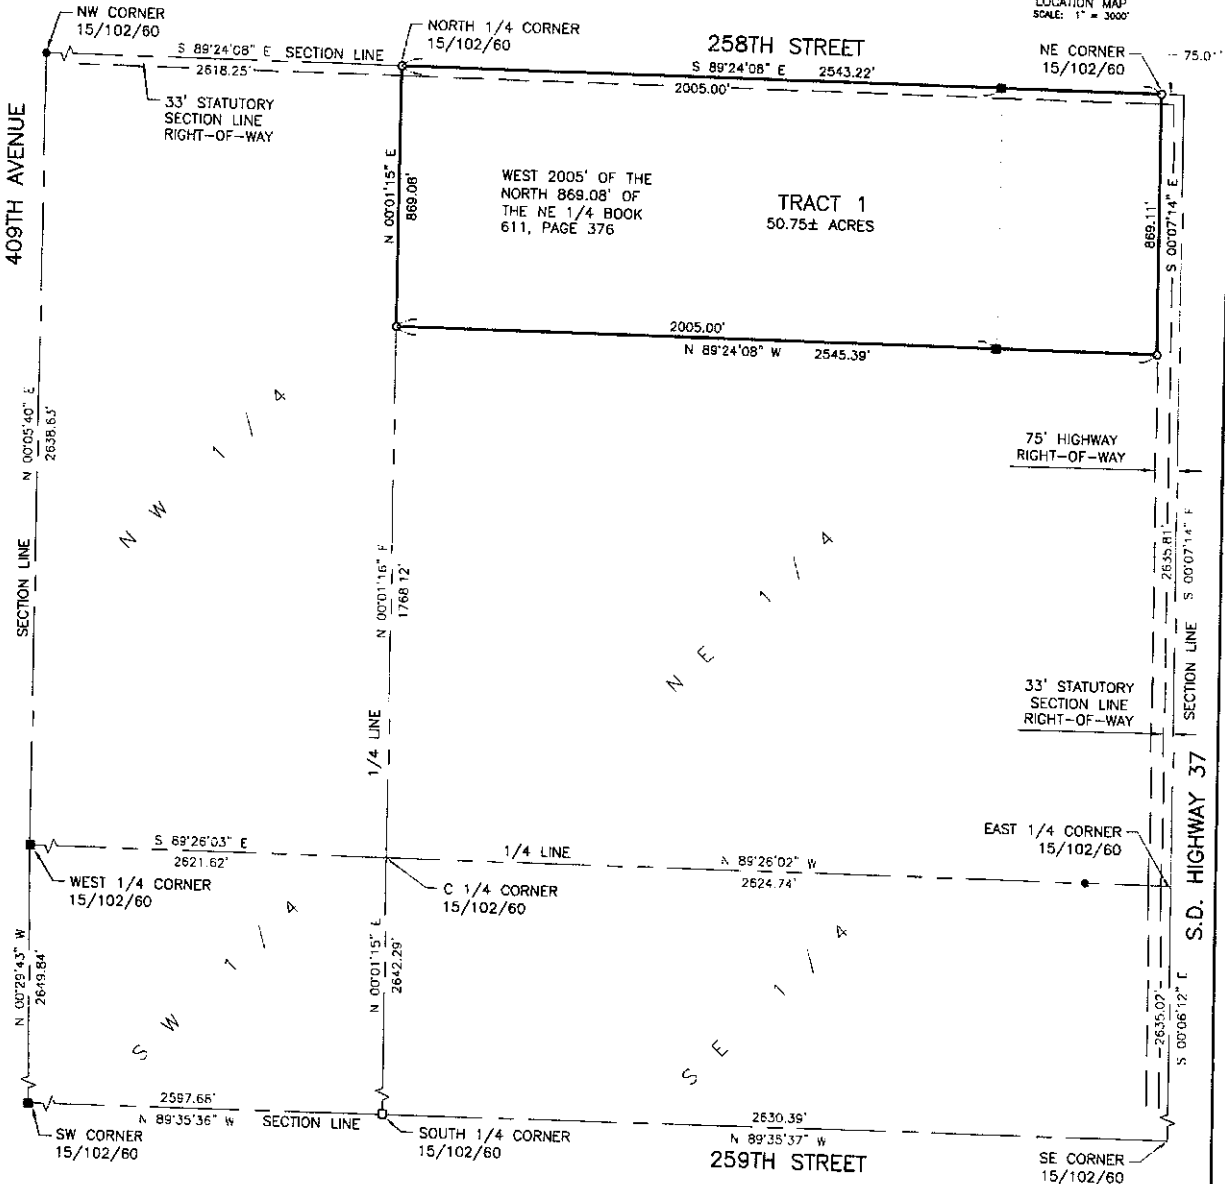 LOCATION MAP
SCALE: 1" = 3000'
NW CORNER
15/102/60
NORTH 1/4 CORNER
15/102/60
258TH STREET
NE CORNER
15/102/60
75.0'
S 89°24'08" E SECTION LINE
2618.25'
S 89°24'08" E 2543.22'
2005.00'
33' STATUTORY
SECTION LINE
RIGHT-OF-WAY
409TH AVENUE
N 00°01'15" E
869.08'
WEST 2005' OF THE
NORTH 869.08' OF
THE NE 1/4 BOOK
611, PAGE 376
TRACT 1
50.75± ACRES
869.11'
S 00°07'14" E
2005.00'
N 89°24'08" W 2545.39'
N 00°05'40" E
2638.63'
NW 1/4
75' HIGHWAY
RIGHT-OF-WAY
SECTION LINE
N 00°01'16" E
1768.12'
NE 1/4
2635.81'
S 00°07'14" E
SECTION LINE
33' STATUTORY
SECTION LINE
RIGHT-OF-WAY
1/4 LINE
S.D. HIGHWAY 37
S 89°26'03" E
2621.62'
1/4 LINE
N 89°26'02" W
2624.74'
EAST 1/4 CORNER
15/102/60
WEST 1/4 CORNER
15/102/60
C 1/4 CORNER
15/102/60
N 00°29'43" W
2649.84'
SW 1/4
N 00°01'15" E
2642.29'
SE 1/4
2635.07'
S 00°06'12" E
2597.66'
N 89°35'36" W SECTION LINE
2630.39'
N 89°35'37" W
SW CORNER
15/102/60
SOUTH 1/4 CORNER
15/102/60
259TH STREET
SE CORNER
15/102/60